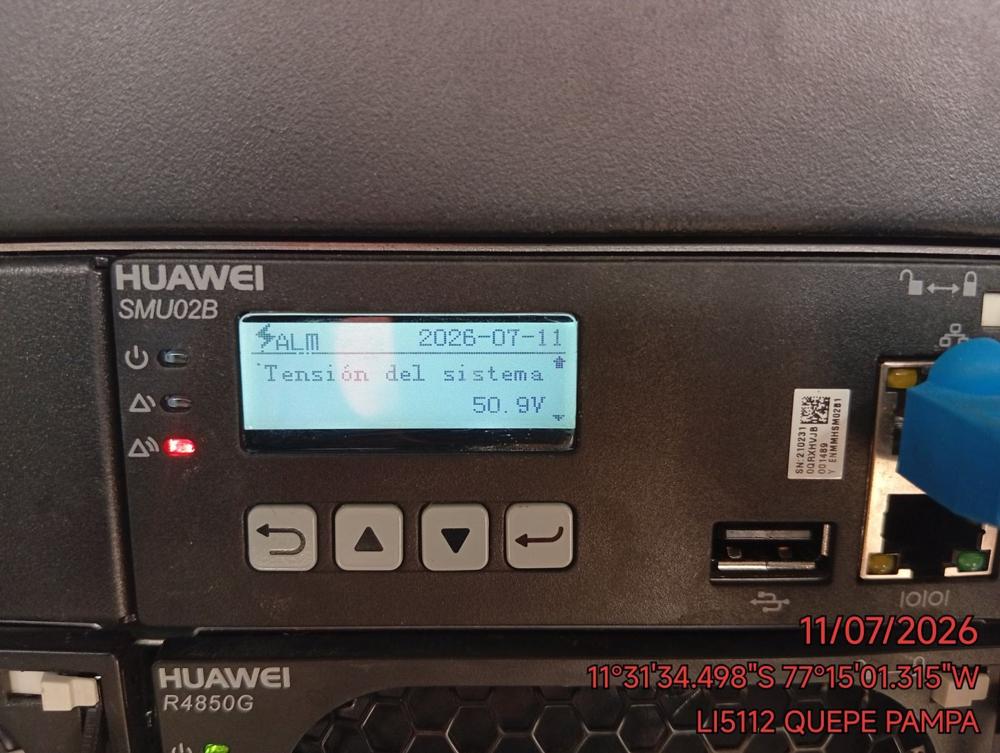 HUAWEI
SMU02B
ALM 2026-07-11
Tensión del sistema
50.9V
SN:210231
0QRXHVJB
001489
Y ENMMHSM02B1
|O|O|
HUAWEI
R4850G
11/07/2026
11°31'34.498"S 77°15'01.315"W
LI5112 QUEPE PAMPA